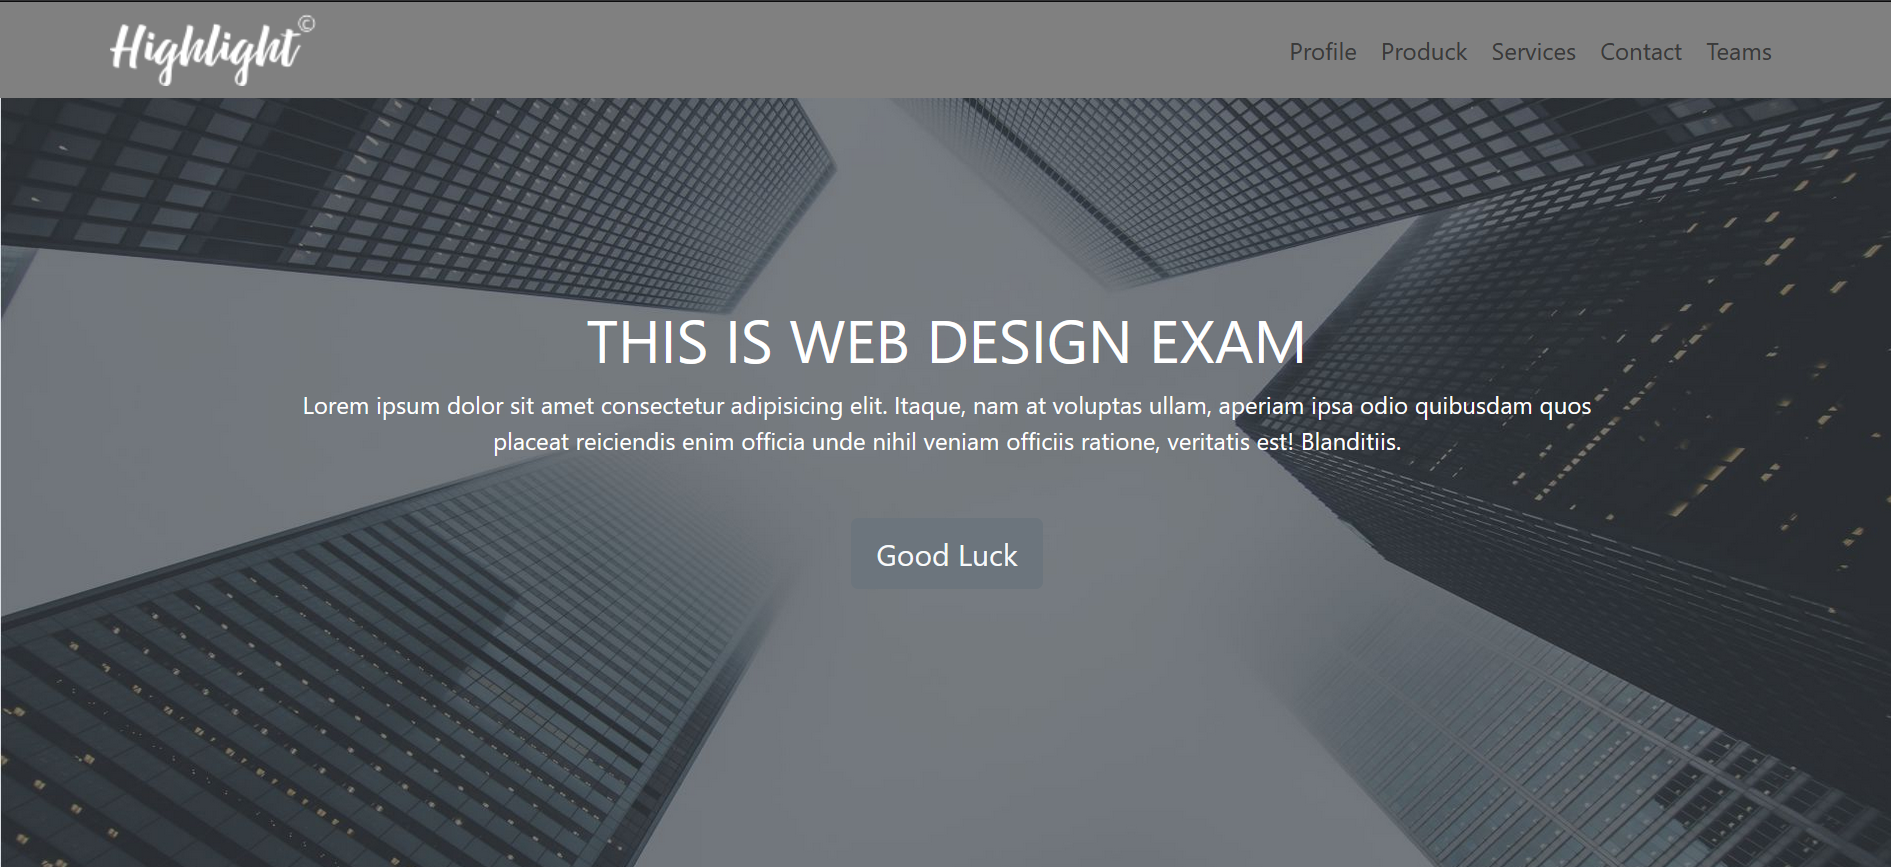 Highlight©
Profile Produck Services Contact Teams
THIS IS WEB DESIGN EXAM
Lorem ipsum dolor sit amet consectetur adipisicing elit. Itaque, nam at voluptas ullam, aperiam ipsa odio quibusdam quos
placeat reiciendis enim officia unde nihil veniam officiis ratione, veritatis est! Blanditiis.
Good Luck